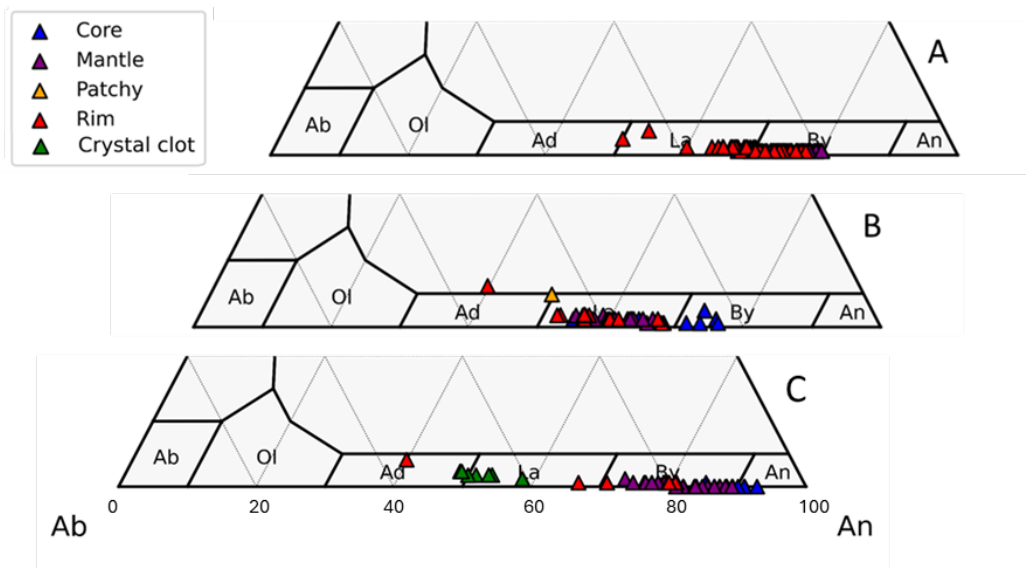 Core
Mantle
Patchy
Rim
Crystal clot
A
Ab Ol Ad La By An
B
Ab Ol Ad La By An
C
Ab Ol Ad La By An
0 20 40 60 80 100
Ab An